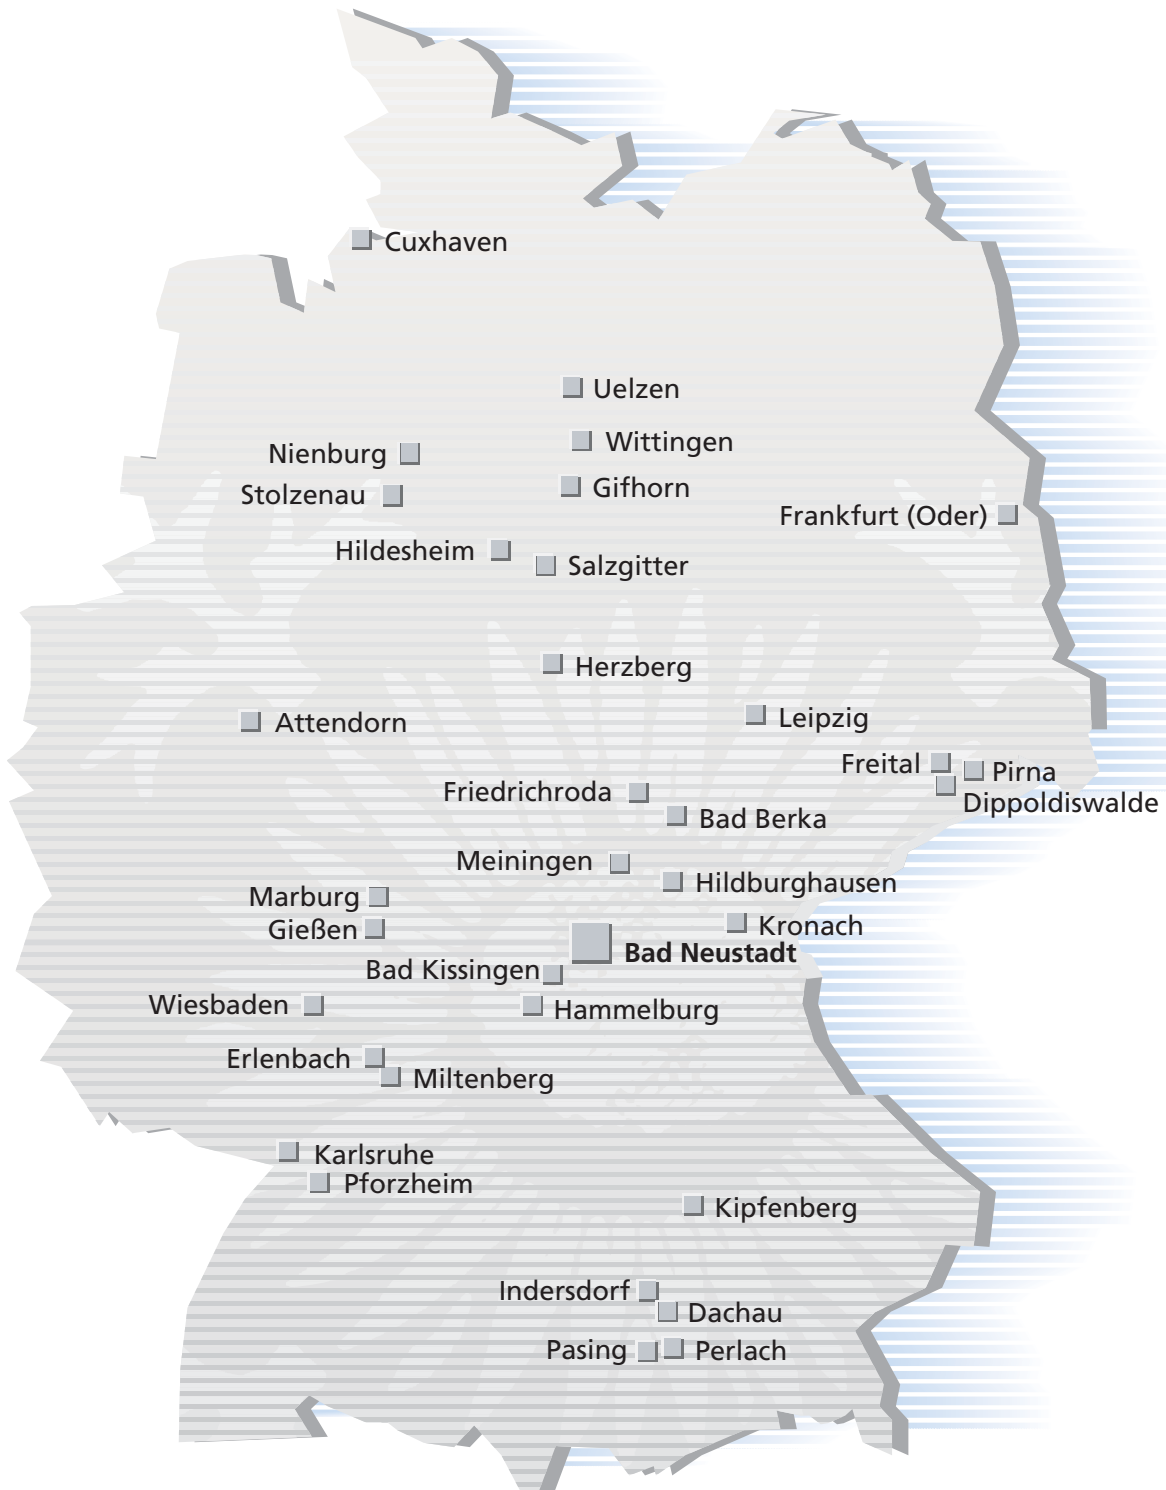 Cuxhaven
Uelzen
Wittingen
Nienburg
Gifhorn
Stolzenau
Frankfurt (Oder)
Hildesheim
Salzgitter
Herzberg
Leipzig
Attendorn
Freital
Pirna
Friedrichroda
Dippoldiswalde
Bad Berka
Meiningen
Hildburghausen
Marburg
Kronach
Gießen
Bad Neustadt
Bad Kissingen
Wiesbaden
Hammelburg
Erlenbach
Miltenberg
Karlsruhe
Pforzheim
Kipfenberg
Indersdorf
Dachau
Pasing
Perlach